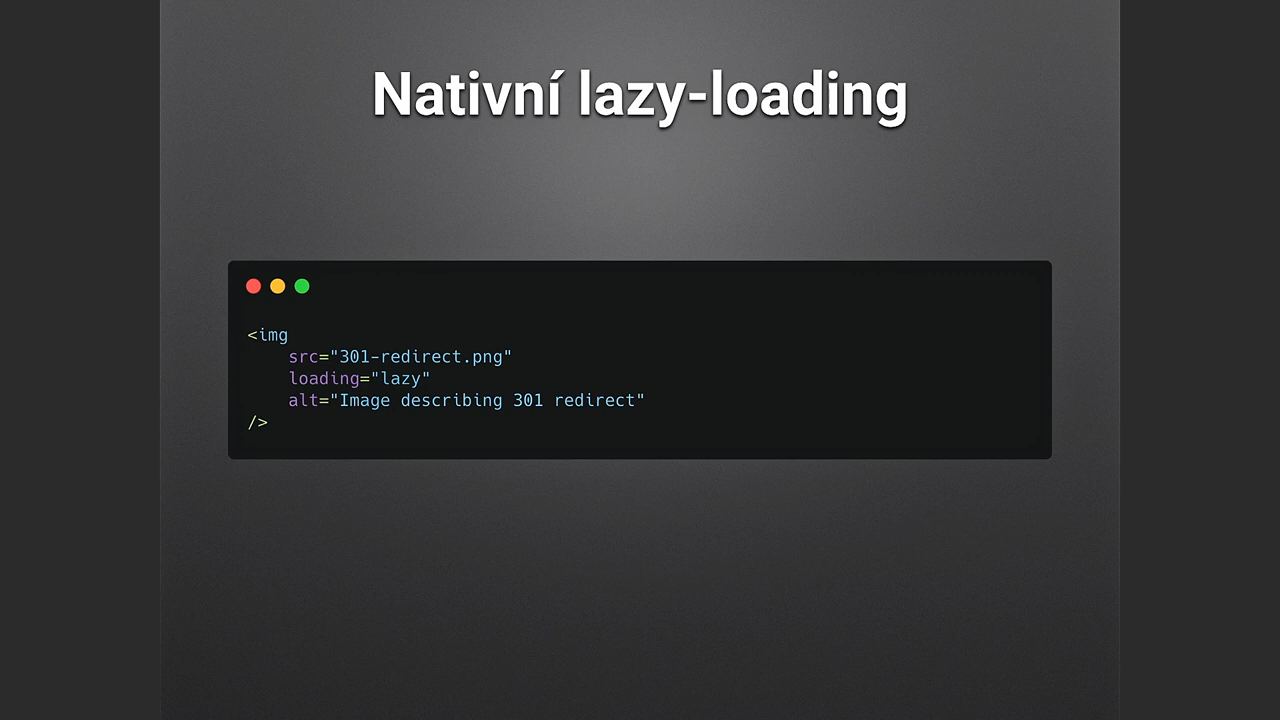 Nativní lazy-loading
<img
src="301-redirect.png"
loading="lazy"
alt="Image describing 301 redirect"
/>